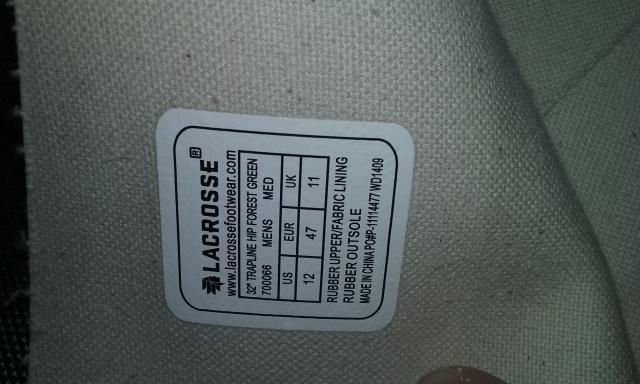 LACROSSE®
www.lacrossefootwear.com
32" TRAPLINE HIP FOREST GREEN
700066 MENS MED
US EUR UK
12 47 11
RUBBER UPPER/FABRIC LINING
RUBBER OUTSOLE
MADE IN CHINA PO#P-11114477 WD1409